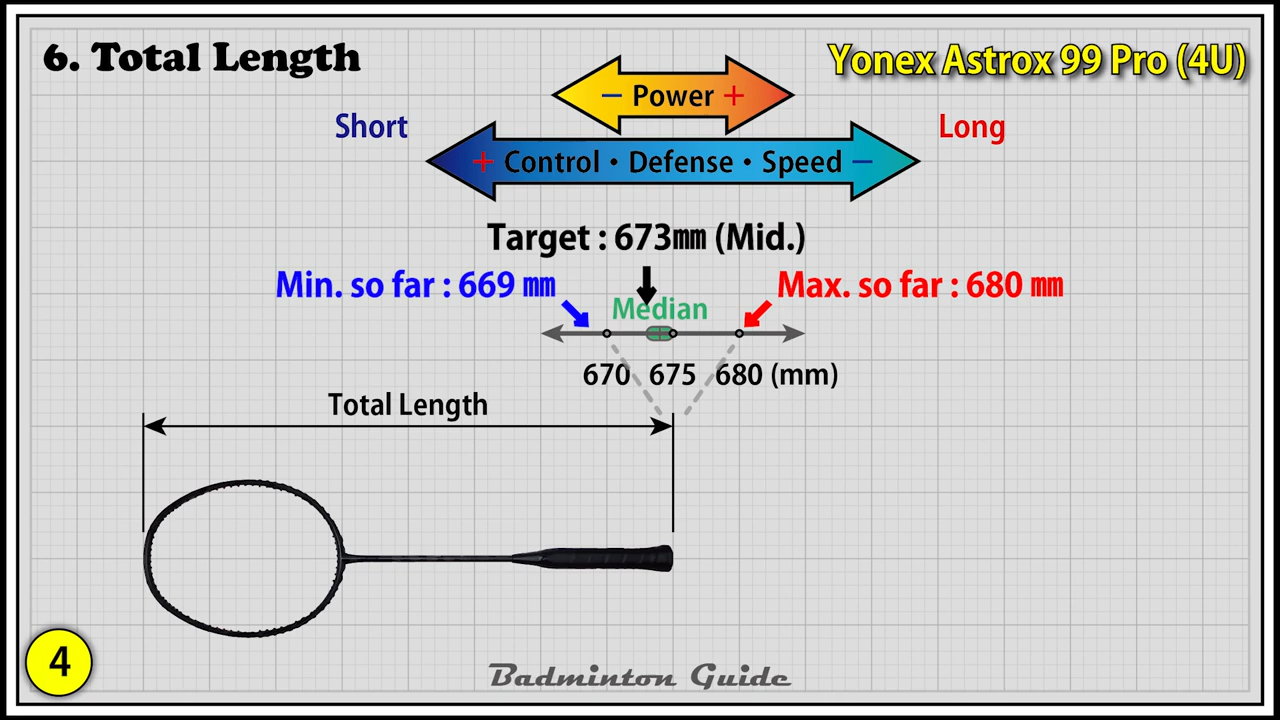 6. Total Length
Yonex Astrox 99 Pro (4U)
− Power +
Short
Long
+ Control・Defense・Speed −
Target : 673㎜ (Mid.)
Min. so far : 669 ㎜
Max. so far : 680 ㎜
Median
670 675 680 (mm)
Total Length
4
Badminton Guide